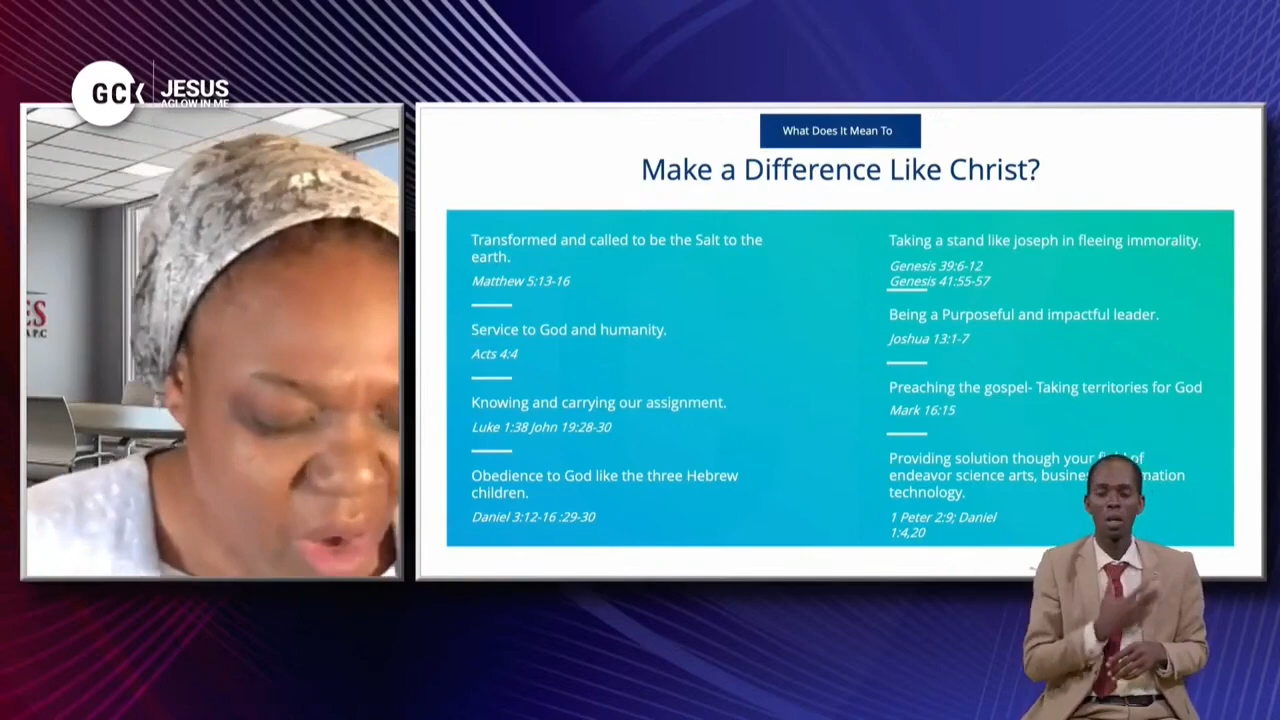 GCK
JESUS
AGLOW IN ME
ES
A P.C
What Does It Mean To
Make a Difference Like Christ?
Transformed and called to be the Salt to the
earth.
Matthew 5:13-16
Service to God and humanity.
Acts 4:4
Knowing and carrying our assignment.
Luke 1:38 John 19:28-30
Obedience to God like the three Hebrew
children.
Daniel 3:12-16 :29-30
Taking a stand like joseph in fleeing immorality.
Genesis 39:6-12
Genesis 41:55-57
Being a Purposeful and impactful leader.
Joshua 13:1-7
Preaching the gospel- Taking territories for God
Mark 16:15
Providing solution though your of
endeavor science arts,
technology.
1 Peter 2:9; Daniel
1:4,20